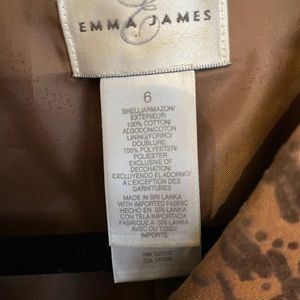 EMMA JAMES
6
SHELL/ARMAZON/
EXTERIEUR:
100% COTTON/
ALGODON/COTON
LINING/FORRO/
DOUBLURE:
100% POLYESTER/
POLIESTER
EXCLUSIVE OF
DECORATION/
EXCLUYENDO EL ADORNO/
A L'EXCEPTION DES
GARNITURES
MADE IN SRI LANKA
WITH IMPORTED FABRIC
HECHO EN SRI LANKA
CON TELA IMPORTADA
FABRIQUE AU SRI LANKA
AVEC DU TISSU
IMPORTE
RN
CA